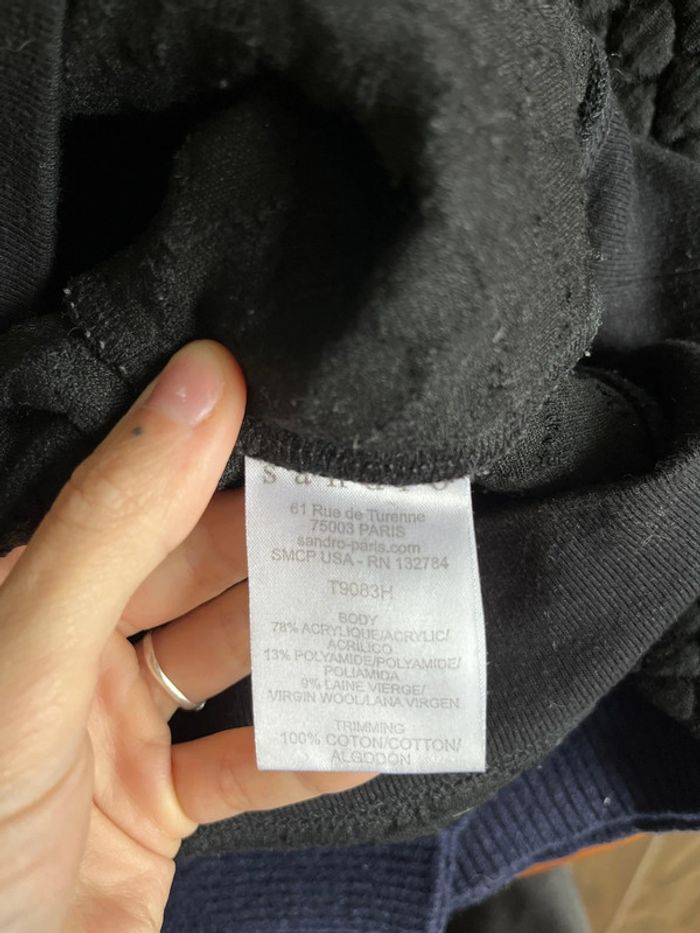 sandro
61 Rue de Turenne
75003 PARIS
sandro-paris.com
SMCP USA - RN 132784
T9083H
BODY
78% ACRYLIQUE/ACRYLIC/
ACRILICO
13% POLYAMIDE/POLYAMIDE/
POLIAMIDA
9% LAINE VIERGE/
VIRGIN WOOL/LANA VIRGEN
TRIMMING
100% COTON/COTTON/
ALGODON